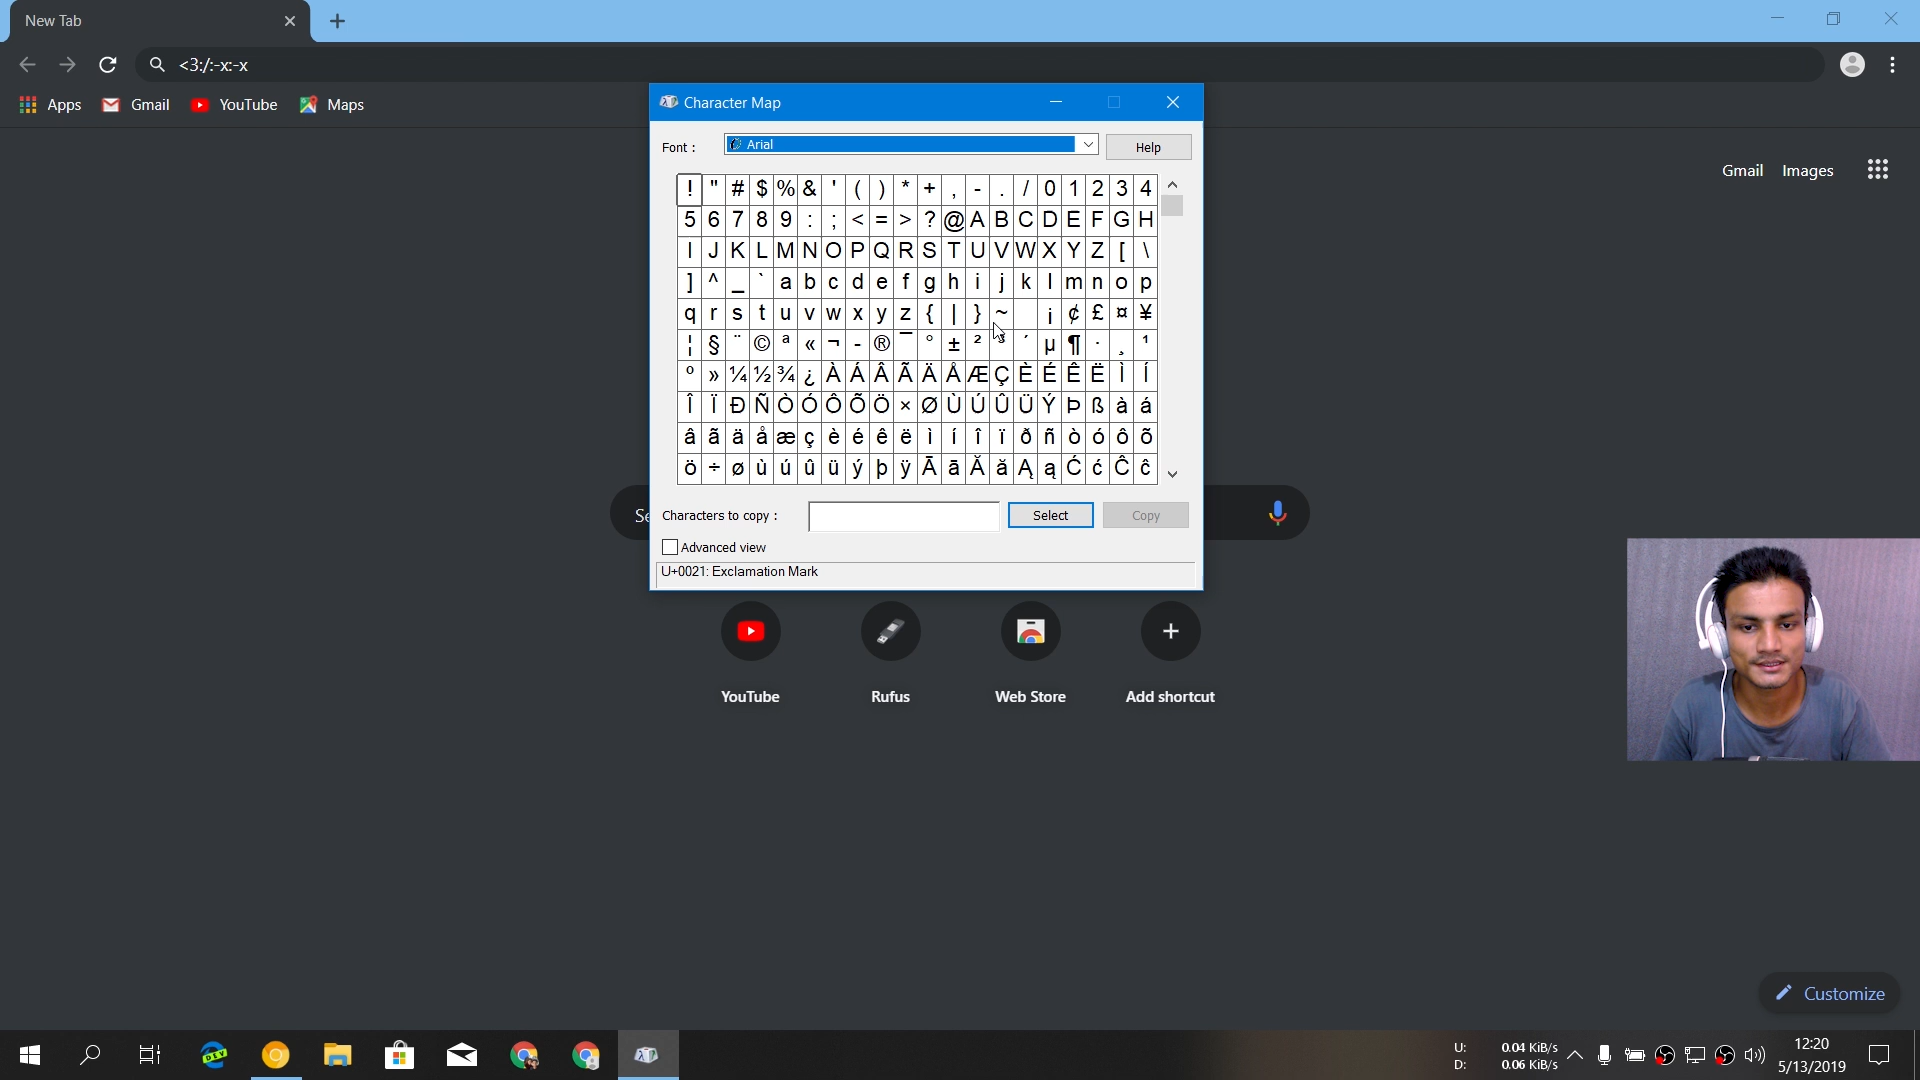 New Tab
<3:/:-x:-x
Apps Gmail YouTube Maps
Gmail Images
Character Map
Font : Arial Help
! " # $ % & ' ( ) * + , - . / 0 1 2 3 4
5 6 7 8 9 : ; < = > ? @ A B C D E F G H
I J K L M N O P Q R S T U V W X Y Z [ \
] ^ _ ` a b c d e f g h i j k l m n o p
q r s t u v w x y z { | } ~ ¡ ¢ £ ¤ ¥
¦ § ¨ © ª « ¬ - ® ¯ ° ± ² ³ ´ µ ¶ · ¸ ¹
º » ¼ ½ ¾ ¿ À Á Â Ã Ä Å Æ Ç È É Ê Ë Ì Í
Î Ï Ð Ñ Ò Ó Ô Õ Ö × Ø Ù Ú Û Ü Ý Þ ß à á
â ã ä å æ ç è é ê ë ì í î ï ð ñ ò ó ô õ
ö ÷ ø ù ú û ü ý þ ÿ Ā ā Ă ă Ą ą Ć ć Ĉ ĉ
Characters to copy : Select Copy
Advanced view
U+0021: Exclamation Mark
YouTube Rufus Web Store Add shortcut
Customize
DEV
U: 0.04 KiB/s
D: 0.06 KiB/s
12:20
5/13/2019